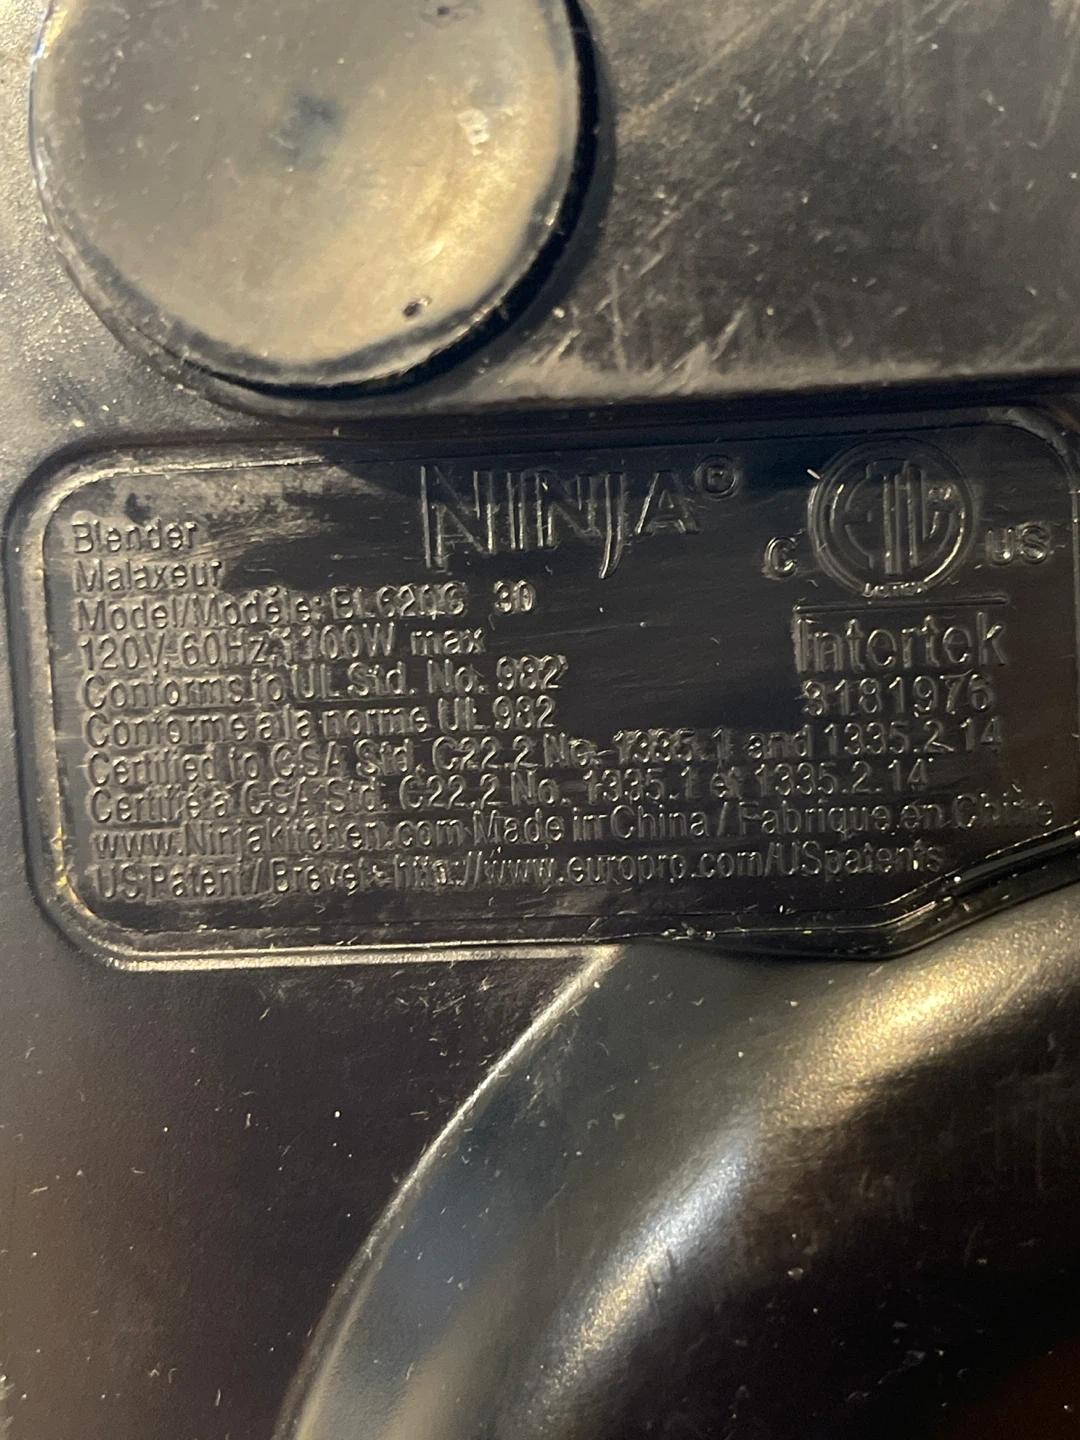 NINJA®
Blender
Malaxeur
Model/Modèle: 30
120V, 60Hz, 1100W max
Conforms to UL Std. No. 982
Conforme a la norme UL 982
Certified to CSA Std. C22.2 No. 1335.1 and 1335.2.14
Certifié à CSA Std. C22.2 No. 1335.1 et 1335.2.14
www.Ninjakitchen.com Made in China / Fabriqué en Chine
US Patent / Brevet - http://www.europro.com/USpatents
C ETL US
Intertek
3181976